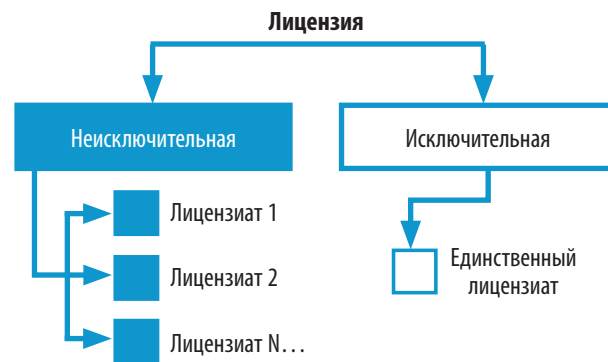 Лицензия
Неисключительная
Исключительная
Лицензиат 1
Лицензиат 2
Лицензиат N…
Единственный
лицензиат